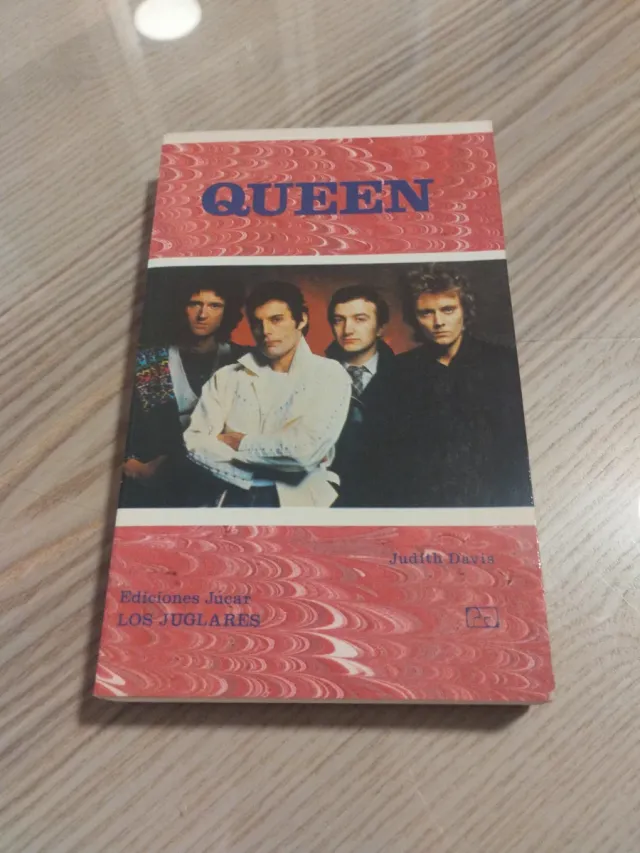 QUEEN
Judith Davis
Ediciones Jucar
LOS JUGLARES